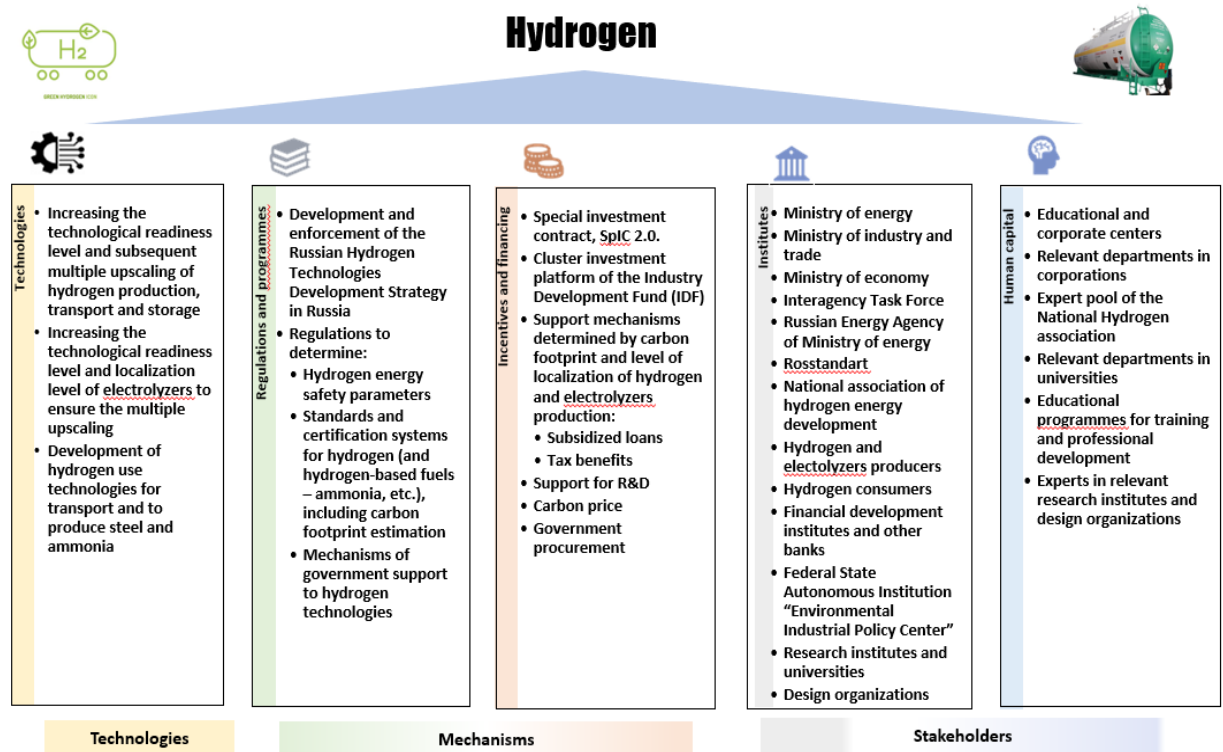 Hydrogen
H2
GREEN HYDROGEN ICON
Technologies
• Increasing the
technological readiness
level and subsequent
multiple upscaling of
hydrogen production,
transport and storage
• Increasing the
technological readiness
level and localization
level of electrolyzers to
ensure the multiple
upscaling
• Development of
hydrogen use
technologies for
transport and to
produce steel and
ammonia
Regulations and programmes
• Development and
enforcement of the
Russian Hydrogen
Technologies
Development Strategy
in Russia
• Regulations to
determine:
• Hydrogen energy
safety parameters
• Standards and
certification systems
for hydrogen (and
hydrogen-based fuels
– ammonia, etc.),
including carbon
footprint estimation
• Mechanisms of
government support
to hydrogen
technologies
Incentives and financing
• Special investment
contract, SpIC 2.0.
• Cluster investment
platform of the Industry
Development Fund (IDF)
• Support mechanisms
determined by carbon
footprint and level of
localization of hydrogen
and electrolyzers
production:
• Subsidized loans
• Tax benefits
• Support for R&D
• Carbon price
• Government
procurement
Institutes
• Ministry of energy
• Ministry of industry and
trade
• Ministry of economy
• Interagency Task Force
• Russian Energy Agency
of Ministry of energy
• Rosstandart
• National association of
hydrogen energy
development
• Hydrogen and
electolyzers producers
• Hydrogen consumers
• Financial development
institutes and other
banks
• Federal State
Autonomous Institution
“Environmental
Industrial Policy Center”
• Research institutes and
universities
• Design organizations
Human capital
• Educational and
corporate centers
• Relevant departments in
corporations
• Expert pool of the
National Hydrogen
association
• Relevant departments in
universities
• Educational
programmes for training
and professional
development
• Experts in relevant
research institutes and
design organizations
Technologies
Mechanisms
Stakeholders